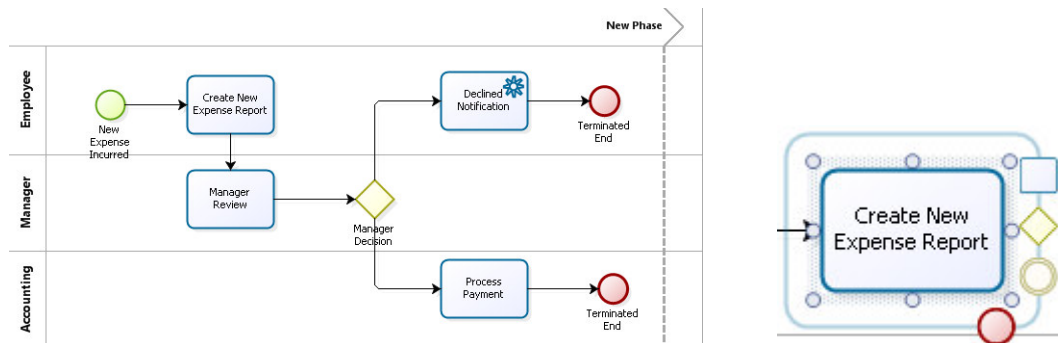 New Phase
Employee
New
Expense
Incurred
Create New
Expense Report
Declined
Notification
Terminated
End
Manager
Manager
Review
Manager
Decision
Accounting
Process
Payment
Terminated
End
Create New
Expense Report